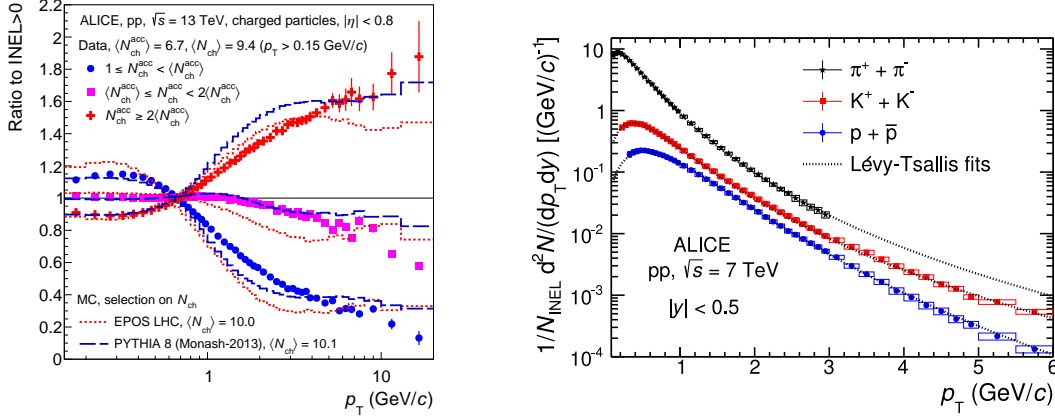 ALICE, pp, √s = 13 TeV, charged particles, |η| < 0.8
Data, ⟨N_ch^acc⟩ = 6.7, ⟨N_ch⟩ = 9.4 (p_T > 0.15 GeV/c)
1 ≤ N_ch^acc < ⟨N_ch^acc⟩
⟨N_ch^acc⟩ ≤ N_ch^acc < 2⟨N_ch^acc⟩
N_ch^acc ≥ 2⟨N_ch^acc⟩
Ratio to INEL>0
2
1.8
1.6
1.4
1.2
1
0.8
0.6
0.4
0.2
0
MC, selection on N_ch
EPOS LHC, ⟨N_ch⟩ = 10.0
PYTHIA 8 (Monash-2013), ⟨N_ch⟩ = 10.1
1
10
p_T (GeV/c)
1/N_INEL d²N/(dp_T dy) [(GeV/c)⁻¹]
10
1
10⁻¹
10⁻²
10⁻³
10⁻⁴
π⁺ + π⁻
K⁺ + K⁻
p + p̅
Lévy-Tsallis fits
ALICE
pp, √s = 7 TeV
|y| < 0.5
1 2 3 4 5 6
p_T (GeV/c)